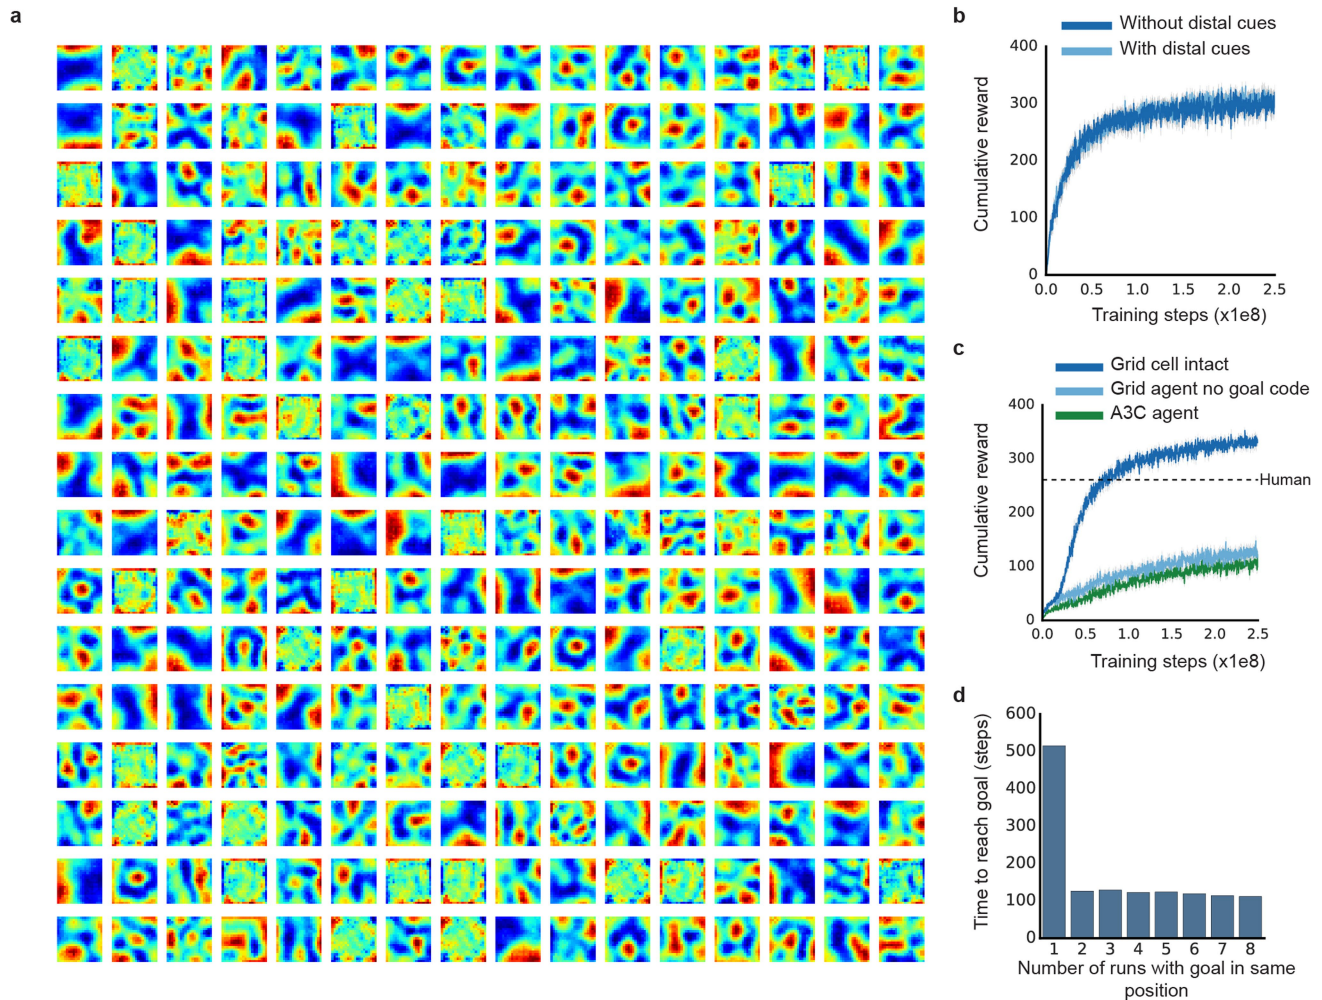 a
b
Without distal cues
With distal cues
400
300
200
100
0
Cumulative reward
0.0 0.5 1.0 1.5 2.0 2.5
Training steps (x1e8)
c
Grid cell intact
Grid agent no goal code
A3C agent
400
300
Human
200
100
0
Cumulative reward
0.0 0.5 1.0 1.5 2.0 2.5
Training steps (x1e8)
d
600
500
400
300
200
100
0
Time to reach goal (steps)
1 2 3 4 5 6 7 8
Number of runs with goal in same
position